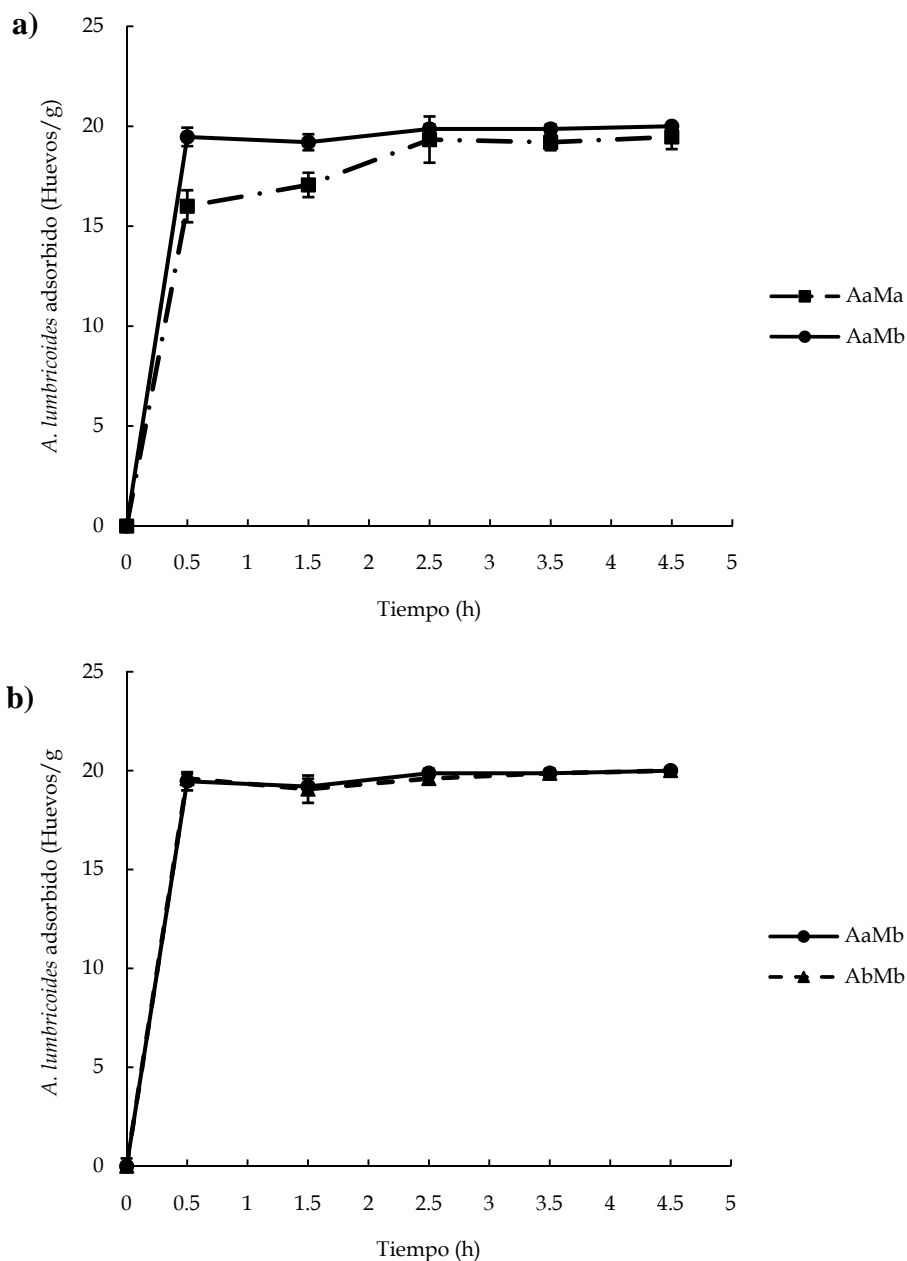 a)
25
20
15
10
5
0
A. lumbricoides adsorbido (Huevos/g)
0 0.5 1 1.5 2 2.5 3 3.5 4 4.5 5
Tiempo (h)
AaMa
AaMb
b)
25
20
15
10
5
0
A. lumbricoides adsorbido (Huevos/g
0 0.5 1 1.5 2 2.5 3 3.5 4 4.5 5
Tiempo (h)
AaMb
AbMb